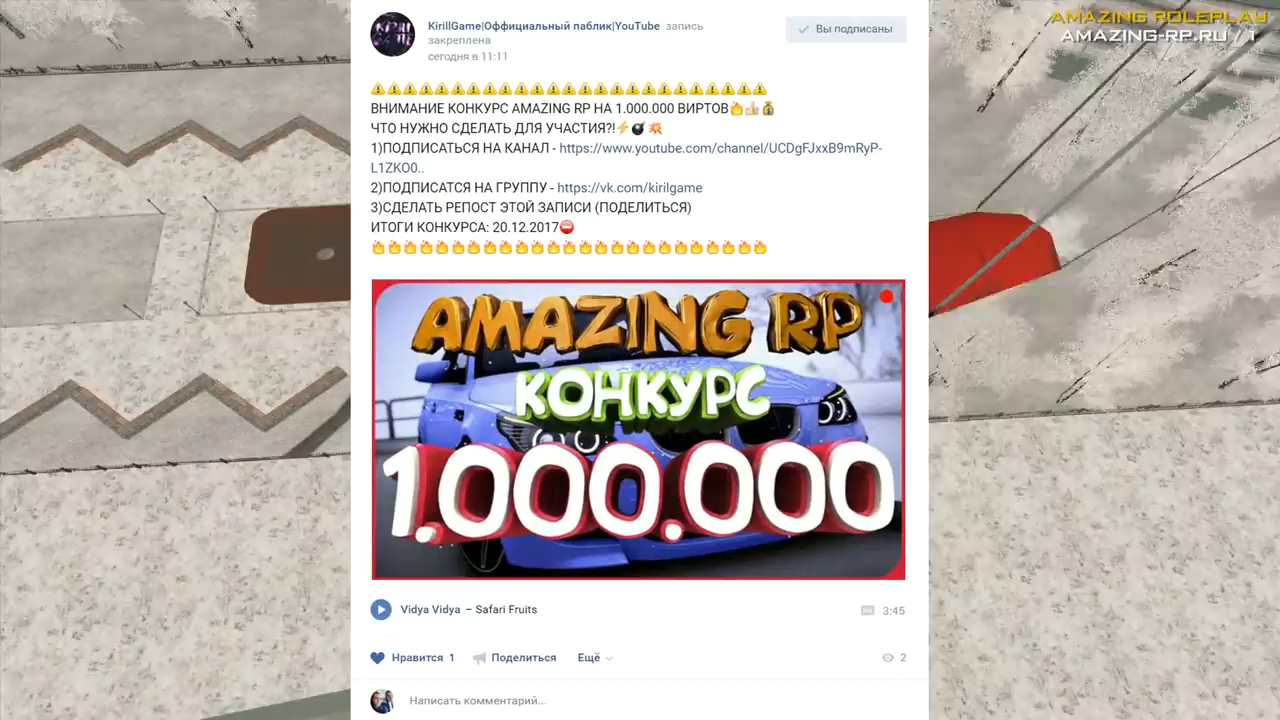 AMAZING ROLEPLAY
AMAZING-RP.RU / 1
KirillGame|Оффициальный паблик|YouTube запись
закреплена
сегодня в 11:11
Вы подписаны
ВНИМАНИЕ КОНКУРС AMAZING RP НА 1.000.000 ВИРТОВ🔥👍💰
ЧТО НУЖНО СДЕЛАТЬ ДЛЯ УЧАСТИЯ?!⚡💣💥
1)ПОДПИСАТЬСЯ НА КАНАЛ - https://www.youtube.com/channel/UCDgFJxxB9mRyP-
L1ZKO0..
2)ПОДПИСАТСЯ НА ГРУППУ - https://vk.com/kirilgame
3)СДЕЛАТЬ РЕПОСТ ЭТОЙ ЗАПИСИ (ПОДЕЛИТЬСЯ)
ИТОГИ КОНКУРСА: 20.12.2017⛔
AMAZING RP
КОНКУРС
1.000.000
Vidya Vidya – Safari Fruits
HQ 3:45
Нравится 1 Поделиться Ещё 2
Написать комментарий...